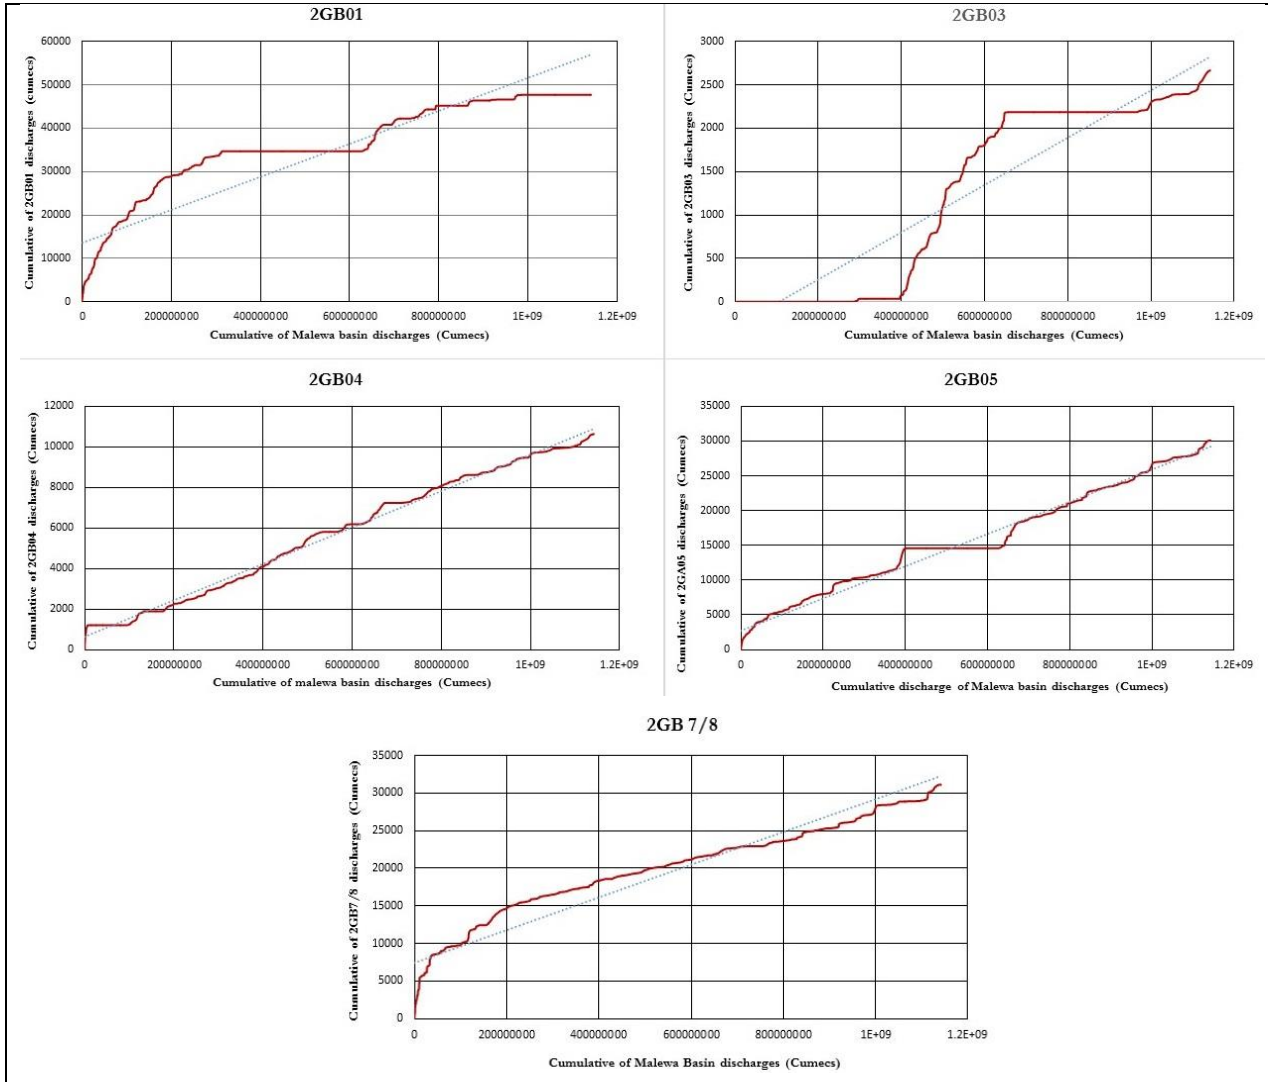 2GB01
Cumulative of 2GB01 discharges (cumecs)
60000
50000
40000
30000
20000
10000
0
0 200000000 400000000 600000000 800000000 1E+09 1.2E+09
Cumulative of Malewa basin discharges (Cumecs)
2GB03
Cumulative of 2GB03 discharges (Cumecs)
3000
2500
2000
1500
1000
500
0
0 200000000 400000000 600000000 800000000 1E+09 1.2E+09
Cumulative of Malewa basin discharges (Cumecs)
2GB04
Cumulative of 2GB04 discharges (Cumecs)
12000
10000
8000
6000
4000
2000
0
0 200000000 400000000 600000000 800000000 1E+09 1.2E+09
Cumulative of malewa basin discharges (Cumecs)
2GB05
Cumulative of 2GA05 discharges (Cumecs)
35000
30000
25000
20000
15000
10000
5000
0
0 200000000 400000000 600000000 800000000 1E+09 1.2E+09
Cumulative discharge of Malewa basin discharges (Cumecs)
2GB 7/8
Cumulative of 2GB7/8 discharges (Cumecs)
35000
30000
25000
20000
15000
10000
5000
0
0 200000000 400000000 600000000 800000000 1E+09 1.2E+09
Cumulative of Malewa Basin discharges (Cumecs)